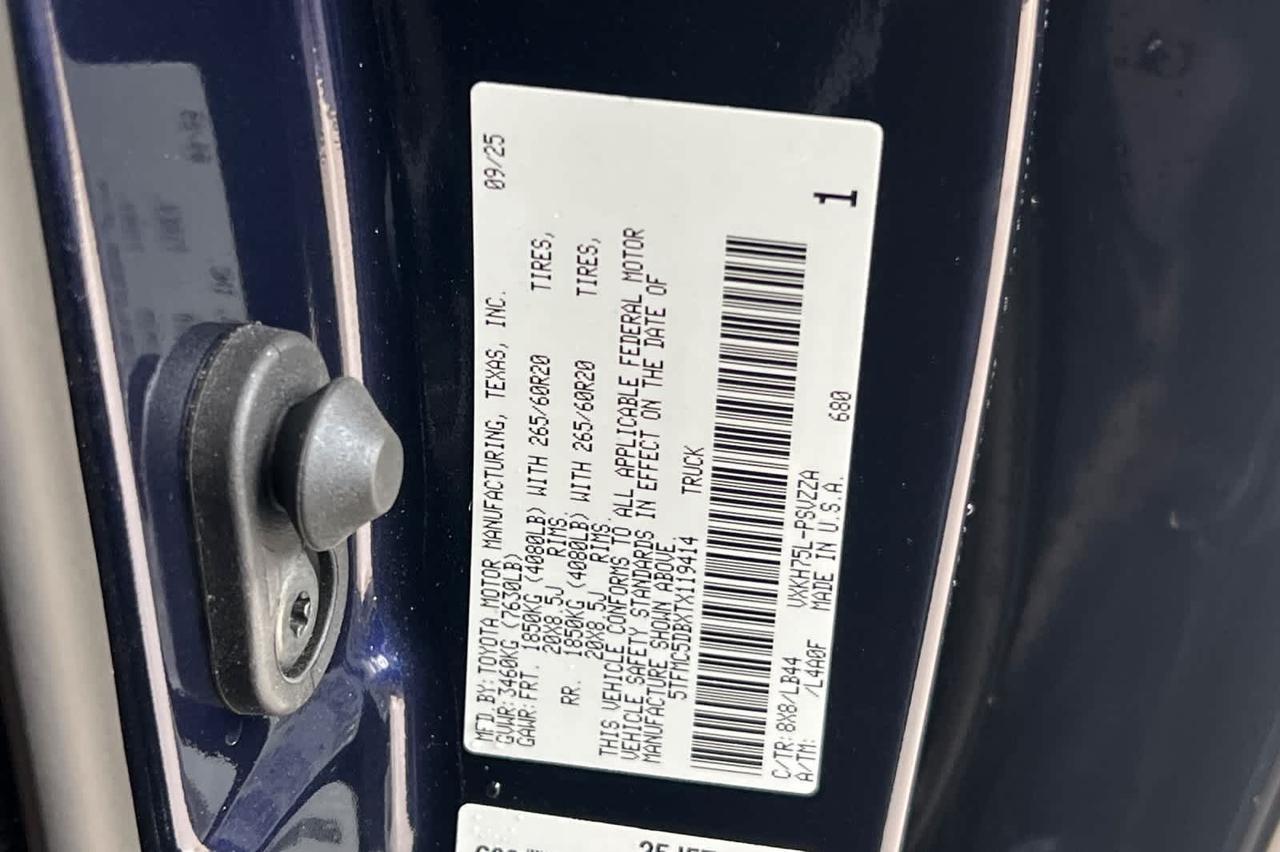 MFD.BY:TOYOTA MOTOR MANUFACTURING, TEXAS, INC. 09/25
GVWR:3460KG (7630LB)
GAWR:FRT. 1850KG (4080LB) WITH 265/60R20 TIRES,
20X8.5J RIMS
RR. 1850KG (4080LB) WITH 265/60R20 TIRES,
20X8.5J RIMS.
THIS VEHICLE CONFORMS TO ALL APPLICABLE FEDERAL MOTOR
VEHICLE SAFETY STANDARDS IN EFFECT ON THE DATE OF
MANUFACTURE SHOWN ABOVE
5TFMC5DBXTX119414 TRUCK
C/TR:8X8/LB44 VXKH75L-PSVZZA 1
A/TM: /L4A0F MADE IN U.S.A. 680